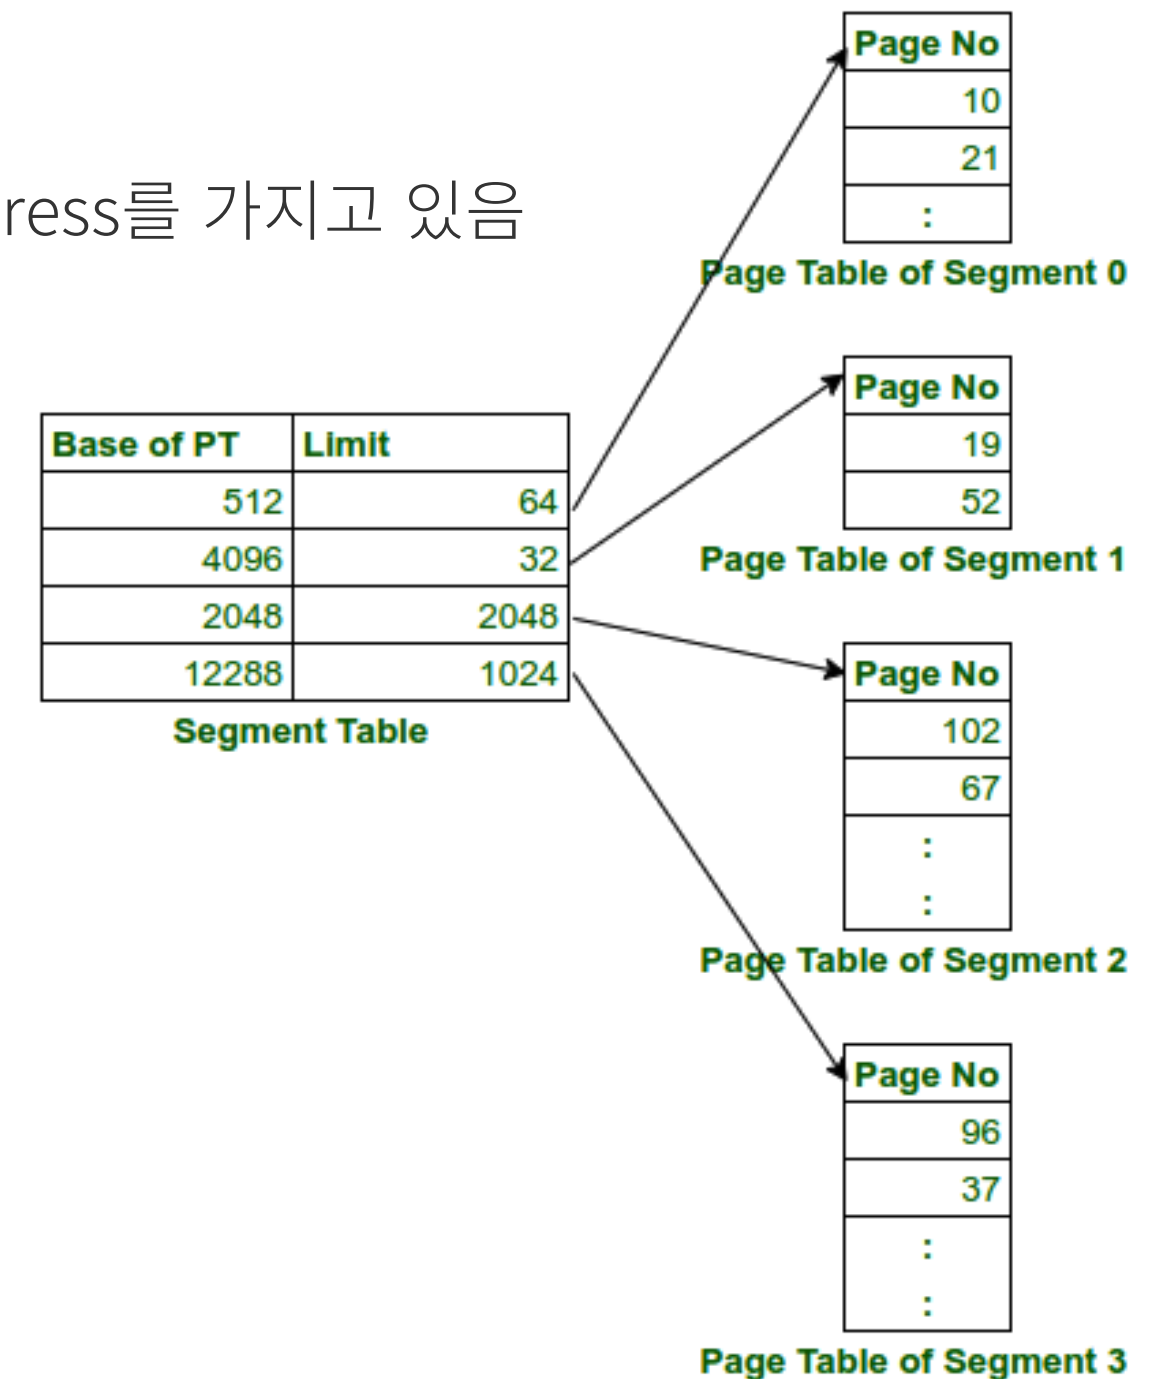 ress를 가지고 있음
Page No
10
21
:
Page Table of Segment 0
Base of PT Limit
512 64
4096 32
2048 2048
12288 1024
Segment Table
Page No
19
52
Page Table of Segment 1
Page No
102
67
:
:
Page Table of Segment 2
Page No
96
37
:
:
Page Table of Segment 3